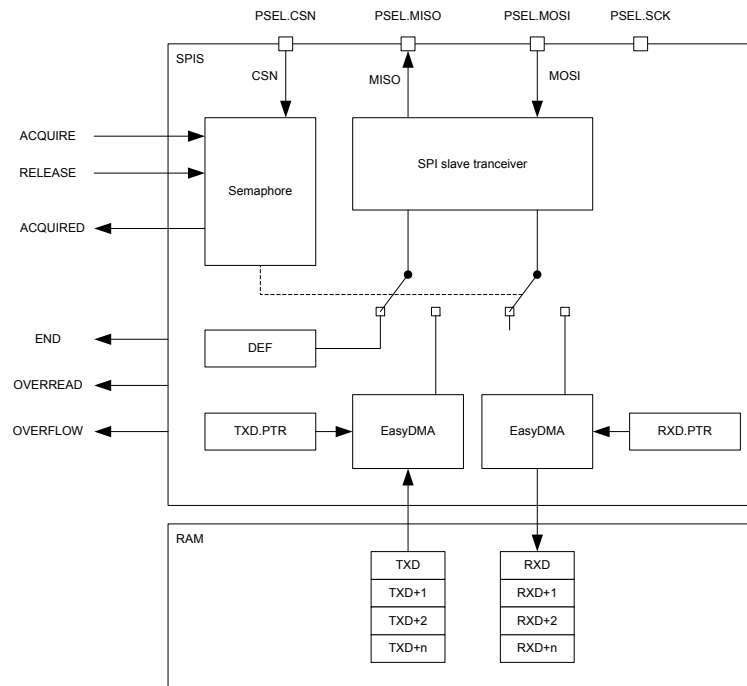 PSEL.CSN PSEL.MISO PSEL.MOSI PSEL.SCK
SPIS
CSN MISO MOSI
ACQUIRE
RELEASE
ACQUIRED
Semaphore
SPI slave tranceiver
END
OVERREAD
OVERFLOW
DEF
TXD.PTR
EasyDMA
EasyDMA
RXD.PTR
RAM
TXD
TXD+1
TXD+2
TXD+n
RXD
RXD+1
RXD+2
RXD+n